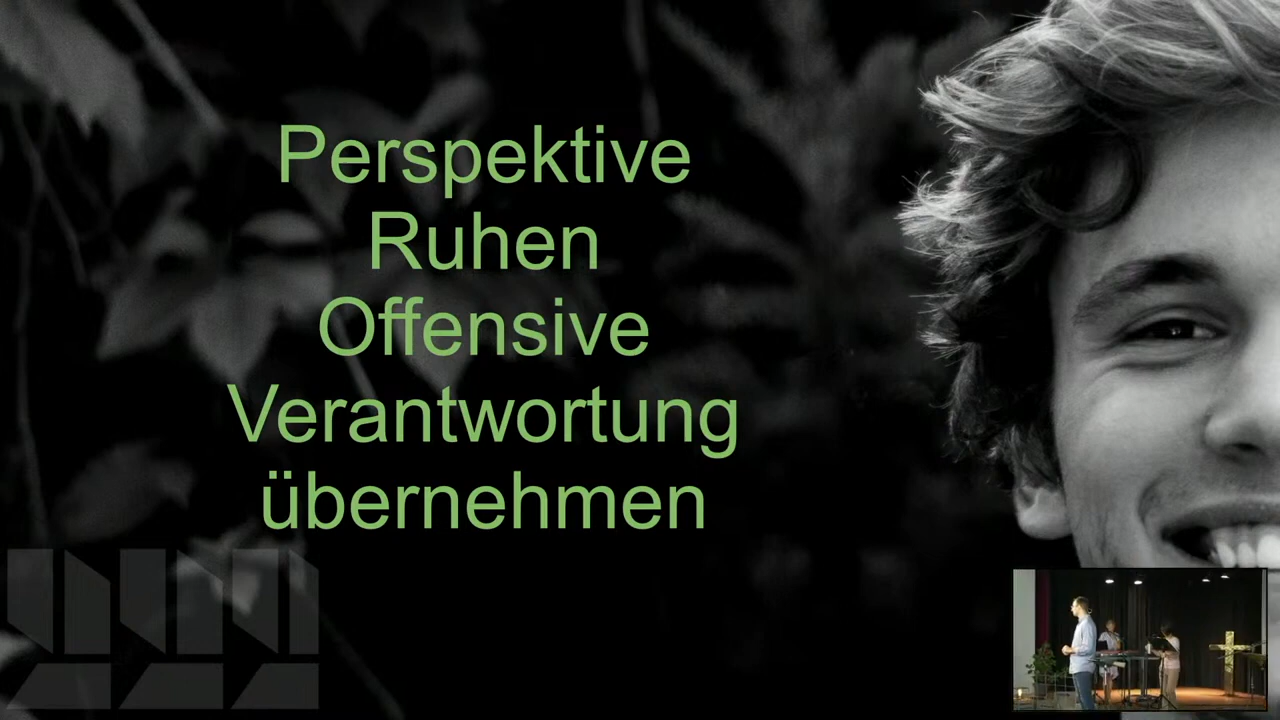 Perspektive
Ruhen
Offensive
Verantwortung
übernehmen